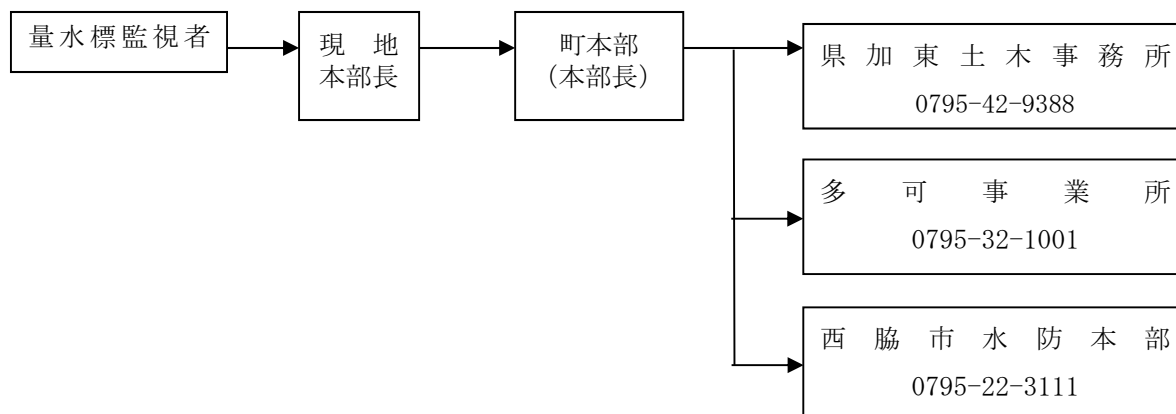 量水標監視者
現地
本部長
町本部
(本部長)
県加東土木事務所
0795-42-9388
多可事業所
0795-32-1001
西脇市水防本部
0795-22-3111